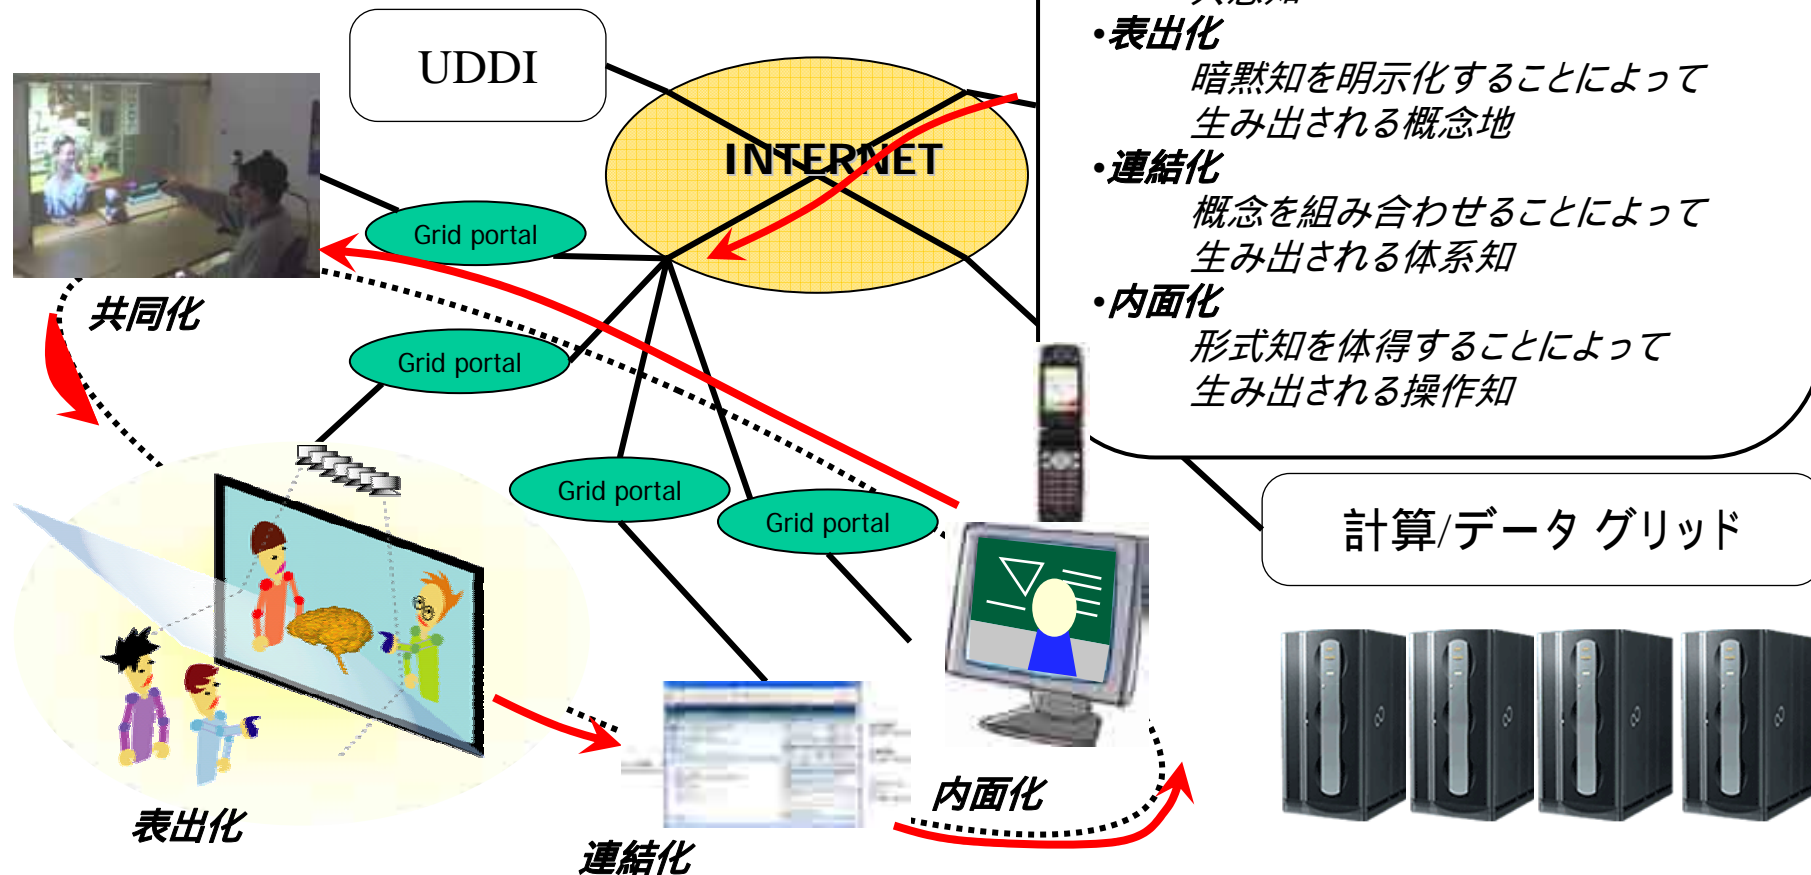 UDDI
INTERNET
•表出化
暗黙知を明示化することによって
生み出される概念地
•連結化
概念を組み合わせることによって
生み出される体系知
•内面化
形式知を体得することによって
生み出される操作知
Grid portal
共同化
Grid portal
Grid portal
Grid portal
計算/データ グリッド
内面化
表出化
連結化